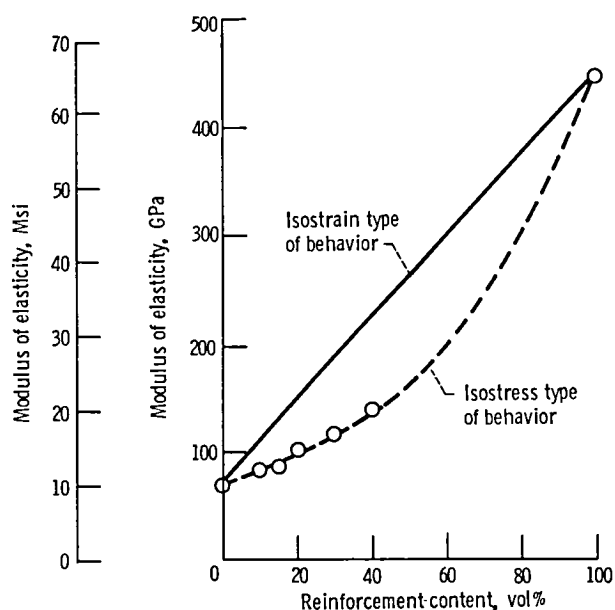 Modulus of elasticity, Msi
70
60
50
40
30
20
10
0
Modulus of elasticity, GPa
500
400
300
200
100
0
Isostrain type
of behavior
Isostress type
of behavior
20
40
60
80
100
Reinforcement content, vol%